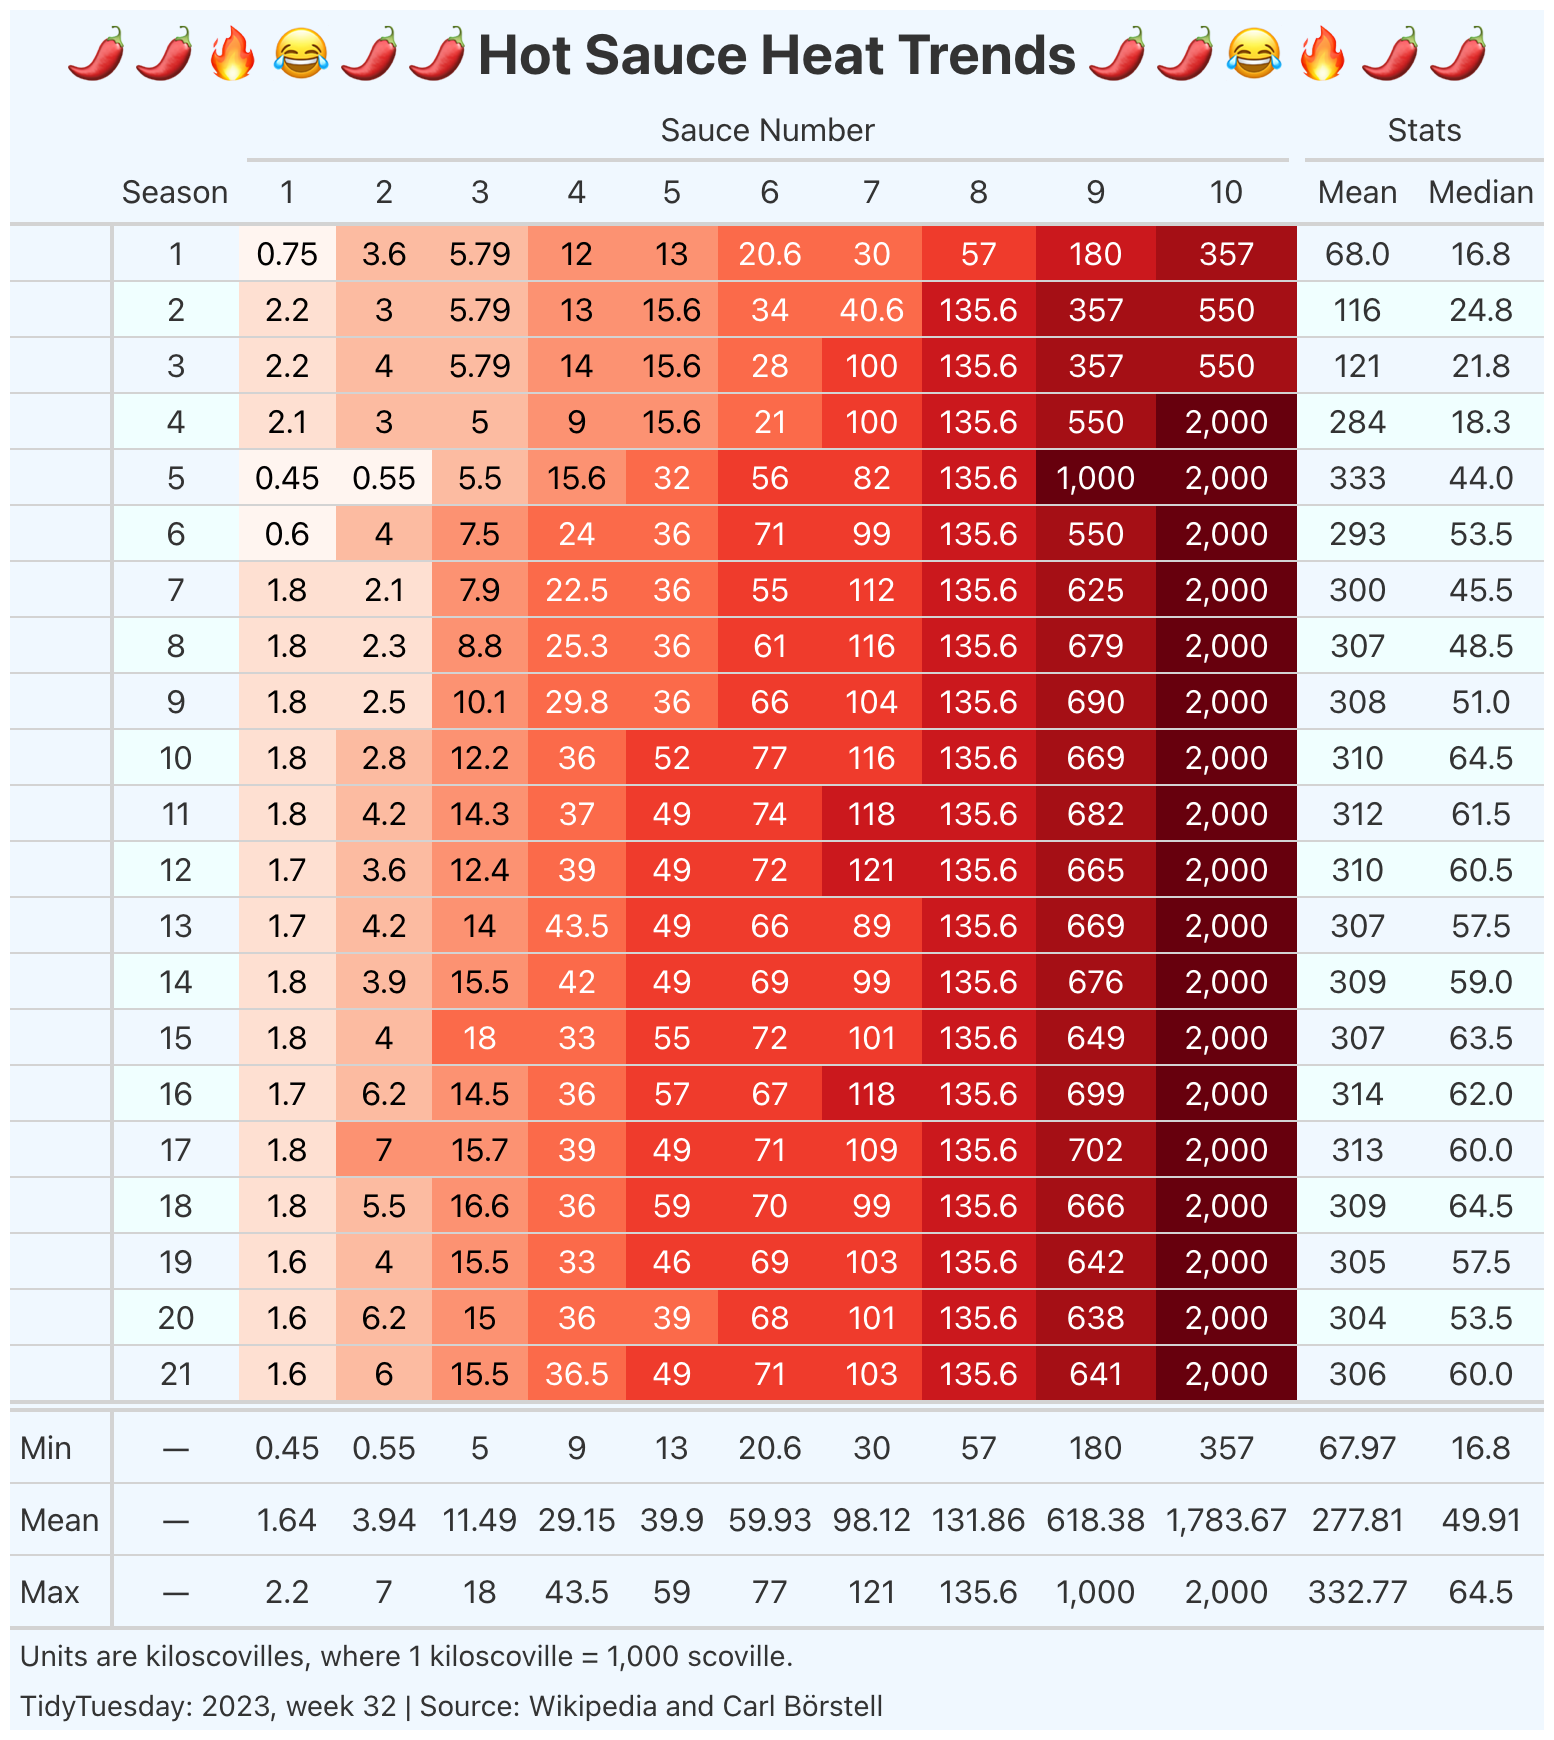 🌶️🌶️🔥😂🌶️🌶️ Hot Sauce Heat Trends 🌶️🌶️😂🔥🌶️🌶️
Sauce Number Stats
Season 1 2 3 4 5 6 7 8 9 10 Mean Median
1 0.75 3.6 5.79 12 13 20.6 30 57 180 357 68.0 16.8
2 2.2 3 5.79 13 15.6 34 40.6 135.6 357 550 116 24.8
3 2.2 4 5.79 14 15.6 28 100 135.6 357 550 121 21.8
4 2.1 3 5 9 15.6 21 100 135.6 550 2,000 284 18.3
5 0.45 0.55 5.5 15.6 32 56 82 135.6 1,000 2,000 333 44.0
6 0.6 4 7.5 24 36 71 99 135.6 550 2,000 293 53.5
7 1.8 2.1 7.9 22.5 36 55 112 135.6 625 2,000 300 45.5
8 1.8 2.3 8.8 25.3 36 61 116 135.6 679 2,000 307 48.5
9 1.8 2.5 10.1 29.8 36 66 104 135.6 690 2,000 308 51.0
10 1.8 2.8 12.2 36 52 77 116 135.6 669 2,000 310 64.5
11 1.8 4.2 14.3 37 49 74 118 135.6 682 2,000 312 61.5
12 1.7 3.6 12.4 39 49 72 121 135.6 665 2,000 310 60.5
13 1.7 4.2 14 43.5 49 66 89 135.6 669 2,000 307 57.5
14 1.8 3.9 15.5 42 49 69 99 135.6 676 2,000 309 59.0
15 1.8 4 18 33 55 72 101 135.6 649 2,000 307 63.5
16 1.7 6.2 14.5 36 57 67 118 135.6 699 2,000 314 62.0
17 1.8 7 15.7 39 49 71 109 135.6 702 2,000 313 60.0
18 1.8 5.5 16.6 36 59 70 99 135.6 666 2,000 309 64.5
19 1.6 4 15.5 33 46 69 103 135.6 642 2,000 305 57.5
20 1.6 6.2 15 36 39 68 101 135.6 638 2,000 304 53.5
21 1.6 6 15.5 36.5 49 71 103 135.6 641 2,000 306 60.0
Min — 0.45 0.55 5 9 13 20.6 30 57 180 357 67.97 16.8
Mean — 1.64 3.94 11.49 29.15 39.9 59.93 98.12 131.86 618.38 1,783.67 277.81 49.91
Max — 2.2 7 18 43.5 59 77 121 135.6 1,000 2,000 332.77 64.5
Units are kiloscovilles, where 1 kiloscoville = 1,000 scoville.
TidyTuesday: 2023, week 32 | Source: Wikipedia and Carl Börstell